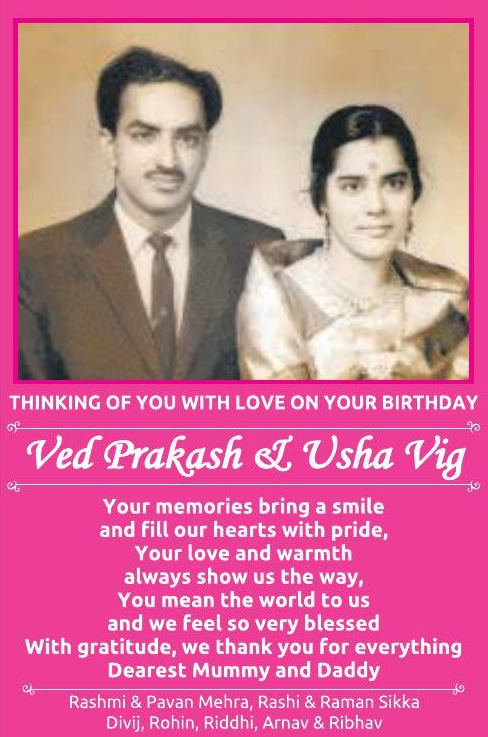 THINKING OF YOU WITH LOVE ON YOUR BIRTHDAY
Ved Prakash & Usha Vig
Your memories bring a smile
and fill our hearts with pride,
Your love and warmth
always show us the way,
You mean the world to us
and we feel so very blessed
With gratitude, we thank you for everything
Dearest Mummy and Daddy
Rashmi & Pavan Mehra, Rashi & Raman Sikka
Divij, Rohin, Riddhi, Arnav & Ribhav